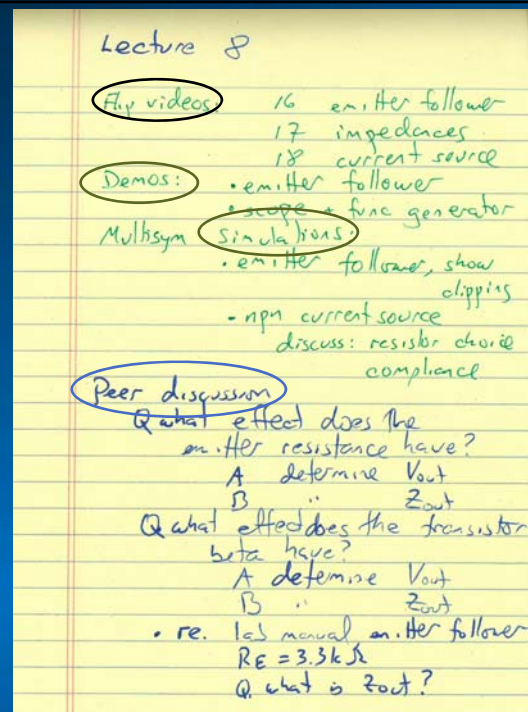 Lecture 8
Flip videos: 16 emitter follower
17 impedances
18 current source
Demos: • emitter follower
• scope + func generator
Multisym simulations:
• emitter follower, show
clipping
- npn current source
discuss: resistor choice
compliance
Peer discussion
Q what effect does the
emitter resistance have?
A determine Vout
B " Zout
Q what effect does the transistor
beta have?
A determine Vout
B " Zout
• re. lab manual emitter follower
RE = 3.3k Ω
Q. what is Zout?